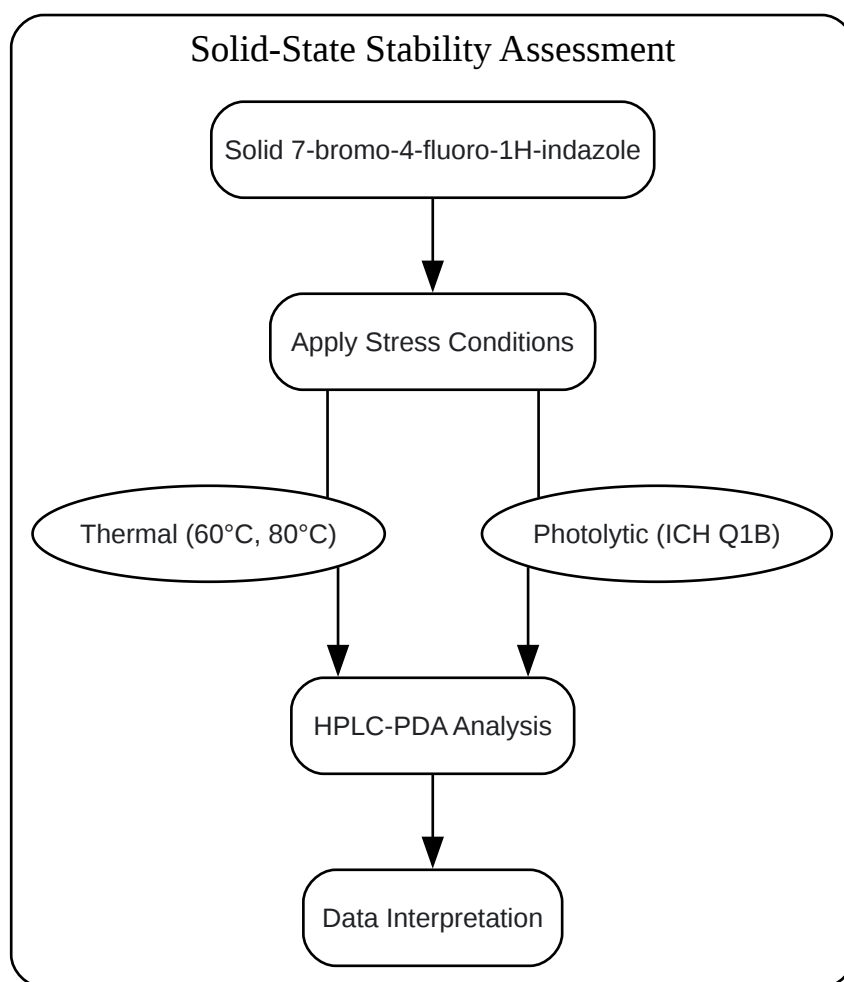 Solid-State Stability Assessment
Solid 7-bromo-4-fluoro-1H-indazole
Apply Stress Conditions
Thermal (60°C, 80°C)
Photolytic (ICH Q1B)
HPLC-PDA Analysis
Data Interpretation